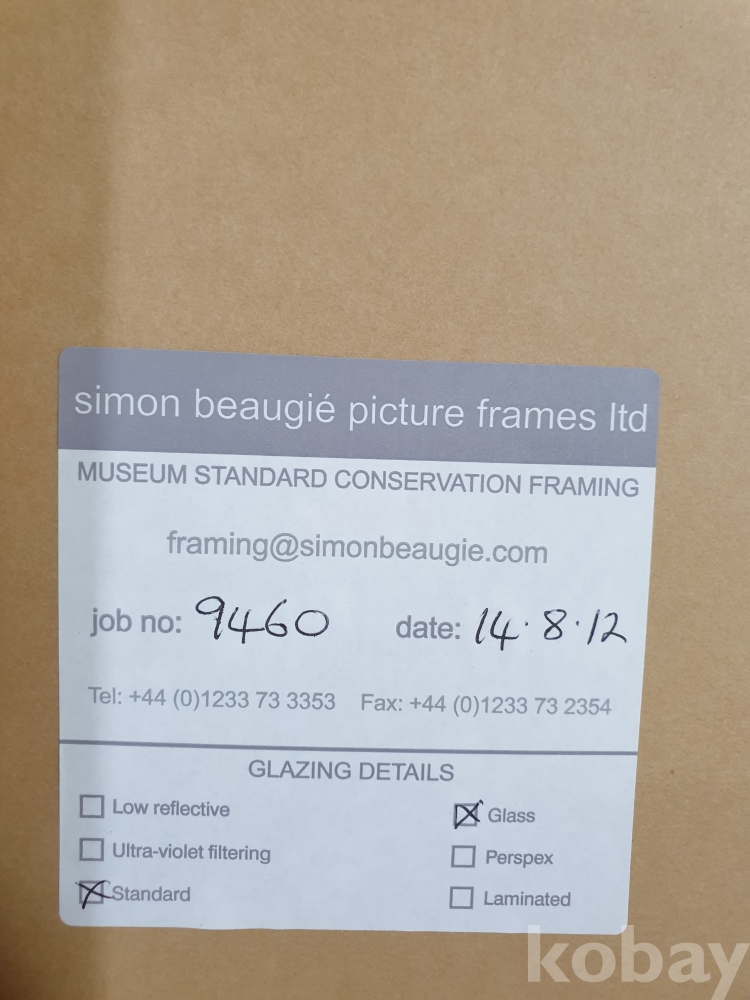 simon beaugié picture frames ltd
MUSEUM STANDARD CONSERVATION FRAMING
framing@simonbeaugie.com
job no: 9460 date: 14·8·12
Tel: +44 (0)1233 73 3353 Fax: +44 (0)1233 73 2354
GLAZING DETAILS
Low reflective Glass
Ultra-violet filtering Perspex
Standard Laminated
kobay